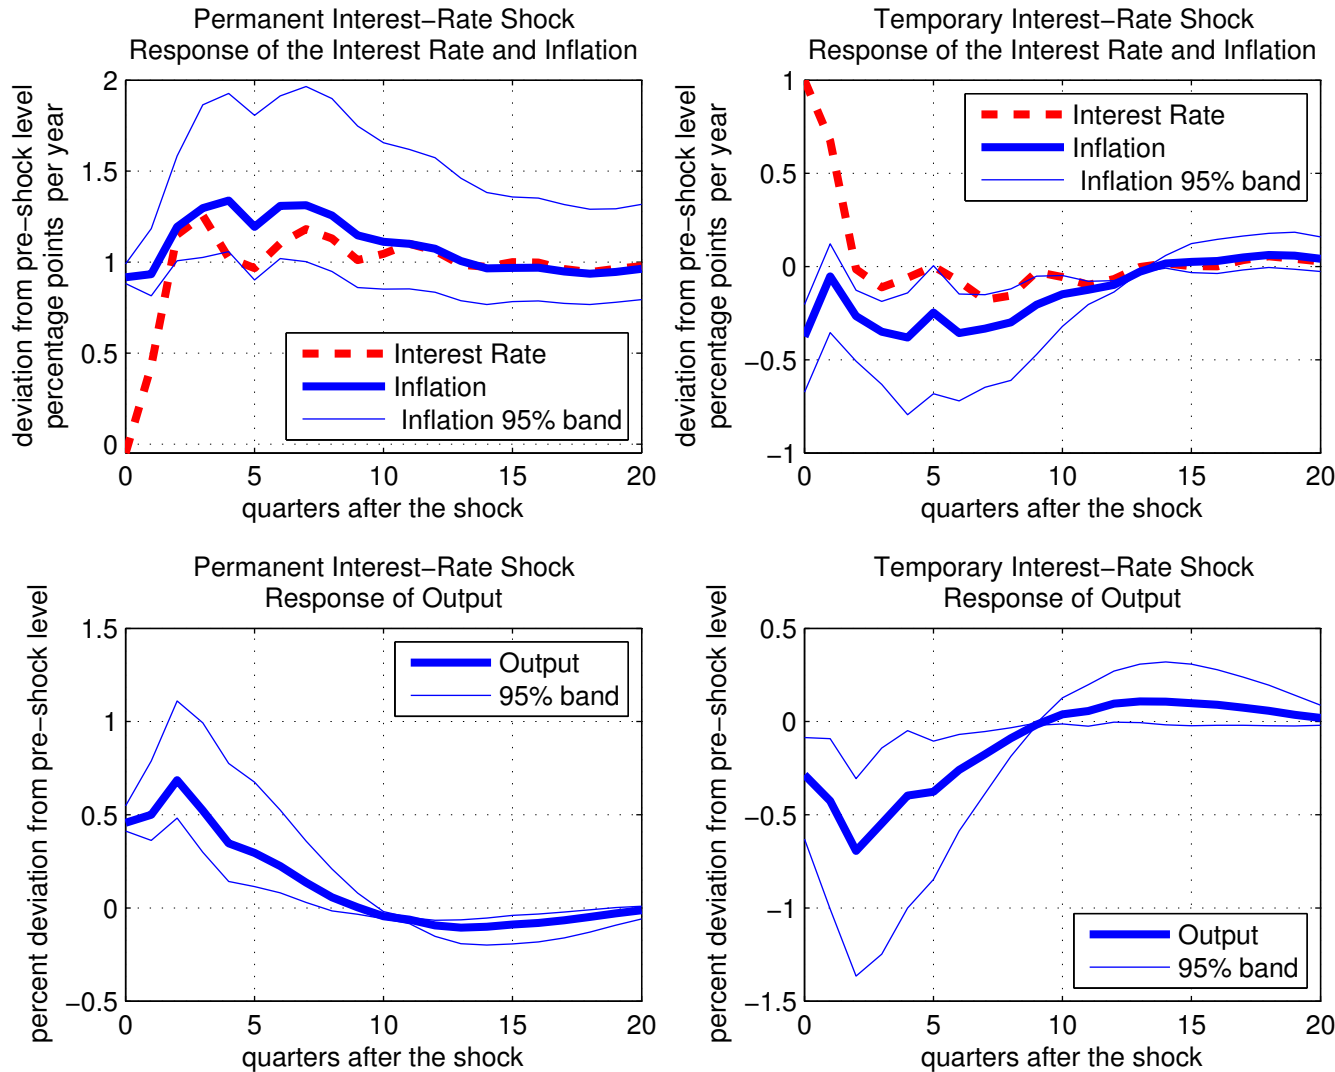 Permanent Interest−Rate Shock
Response of the Interest Rate and Inflation
deviation from pre−shock level
percentage points  per year
2
1.5
1
0.5
0
Interest Rate
Inflation
Inflation 95% band
0
5
10
15
20
quarters after the shock
Temporary Interest−Rate Shock
Response of the Interest Rate and Inflation
deviation from pre−shock level
percentage points  per year
1
0.5
0
−0.5
−1
Interest Rate
Inflation
Inflation 95% band
0
5
10
15
20
quarters after the shock
Permanent Interest−Rate Shock
Response of Output
percent deviation from pre−shock level
1.5
1
0.5
0
−0.5
Output
95% band
0
5
10
15
20
quarters after the shock
Temporary Interest−Rate Shock
Response of Output
percent deviation from pre−shock level
0.5
0
−0.5
−1
−1.5
Output
95% band
0
5
10
15
20
quarters after the shock